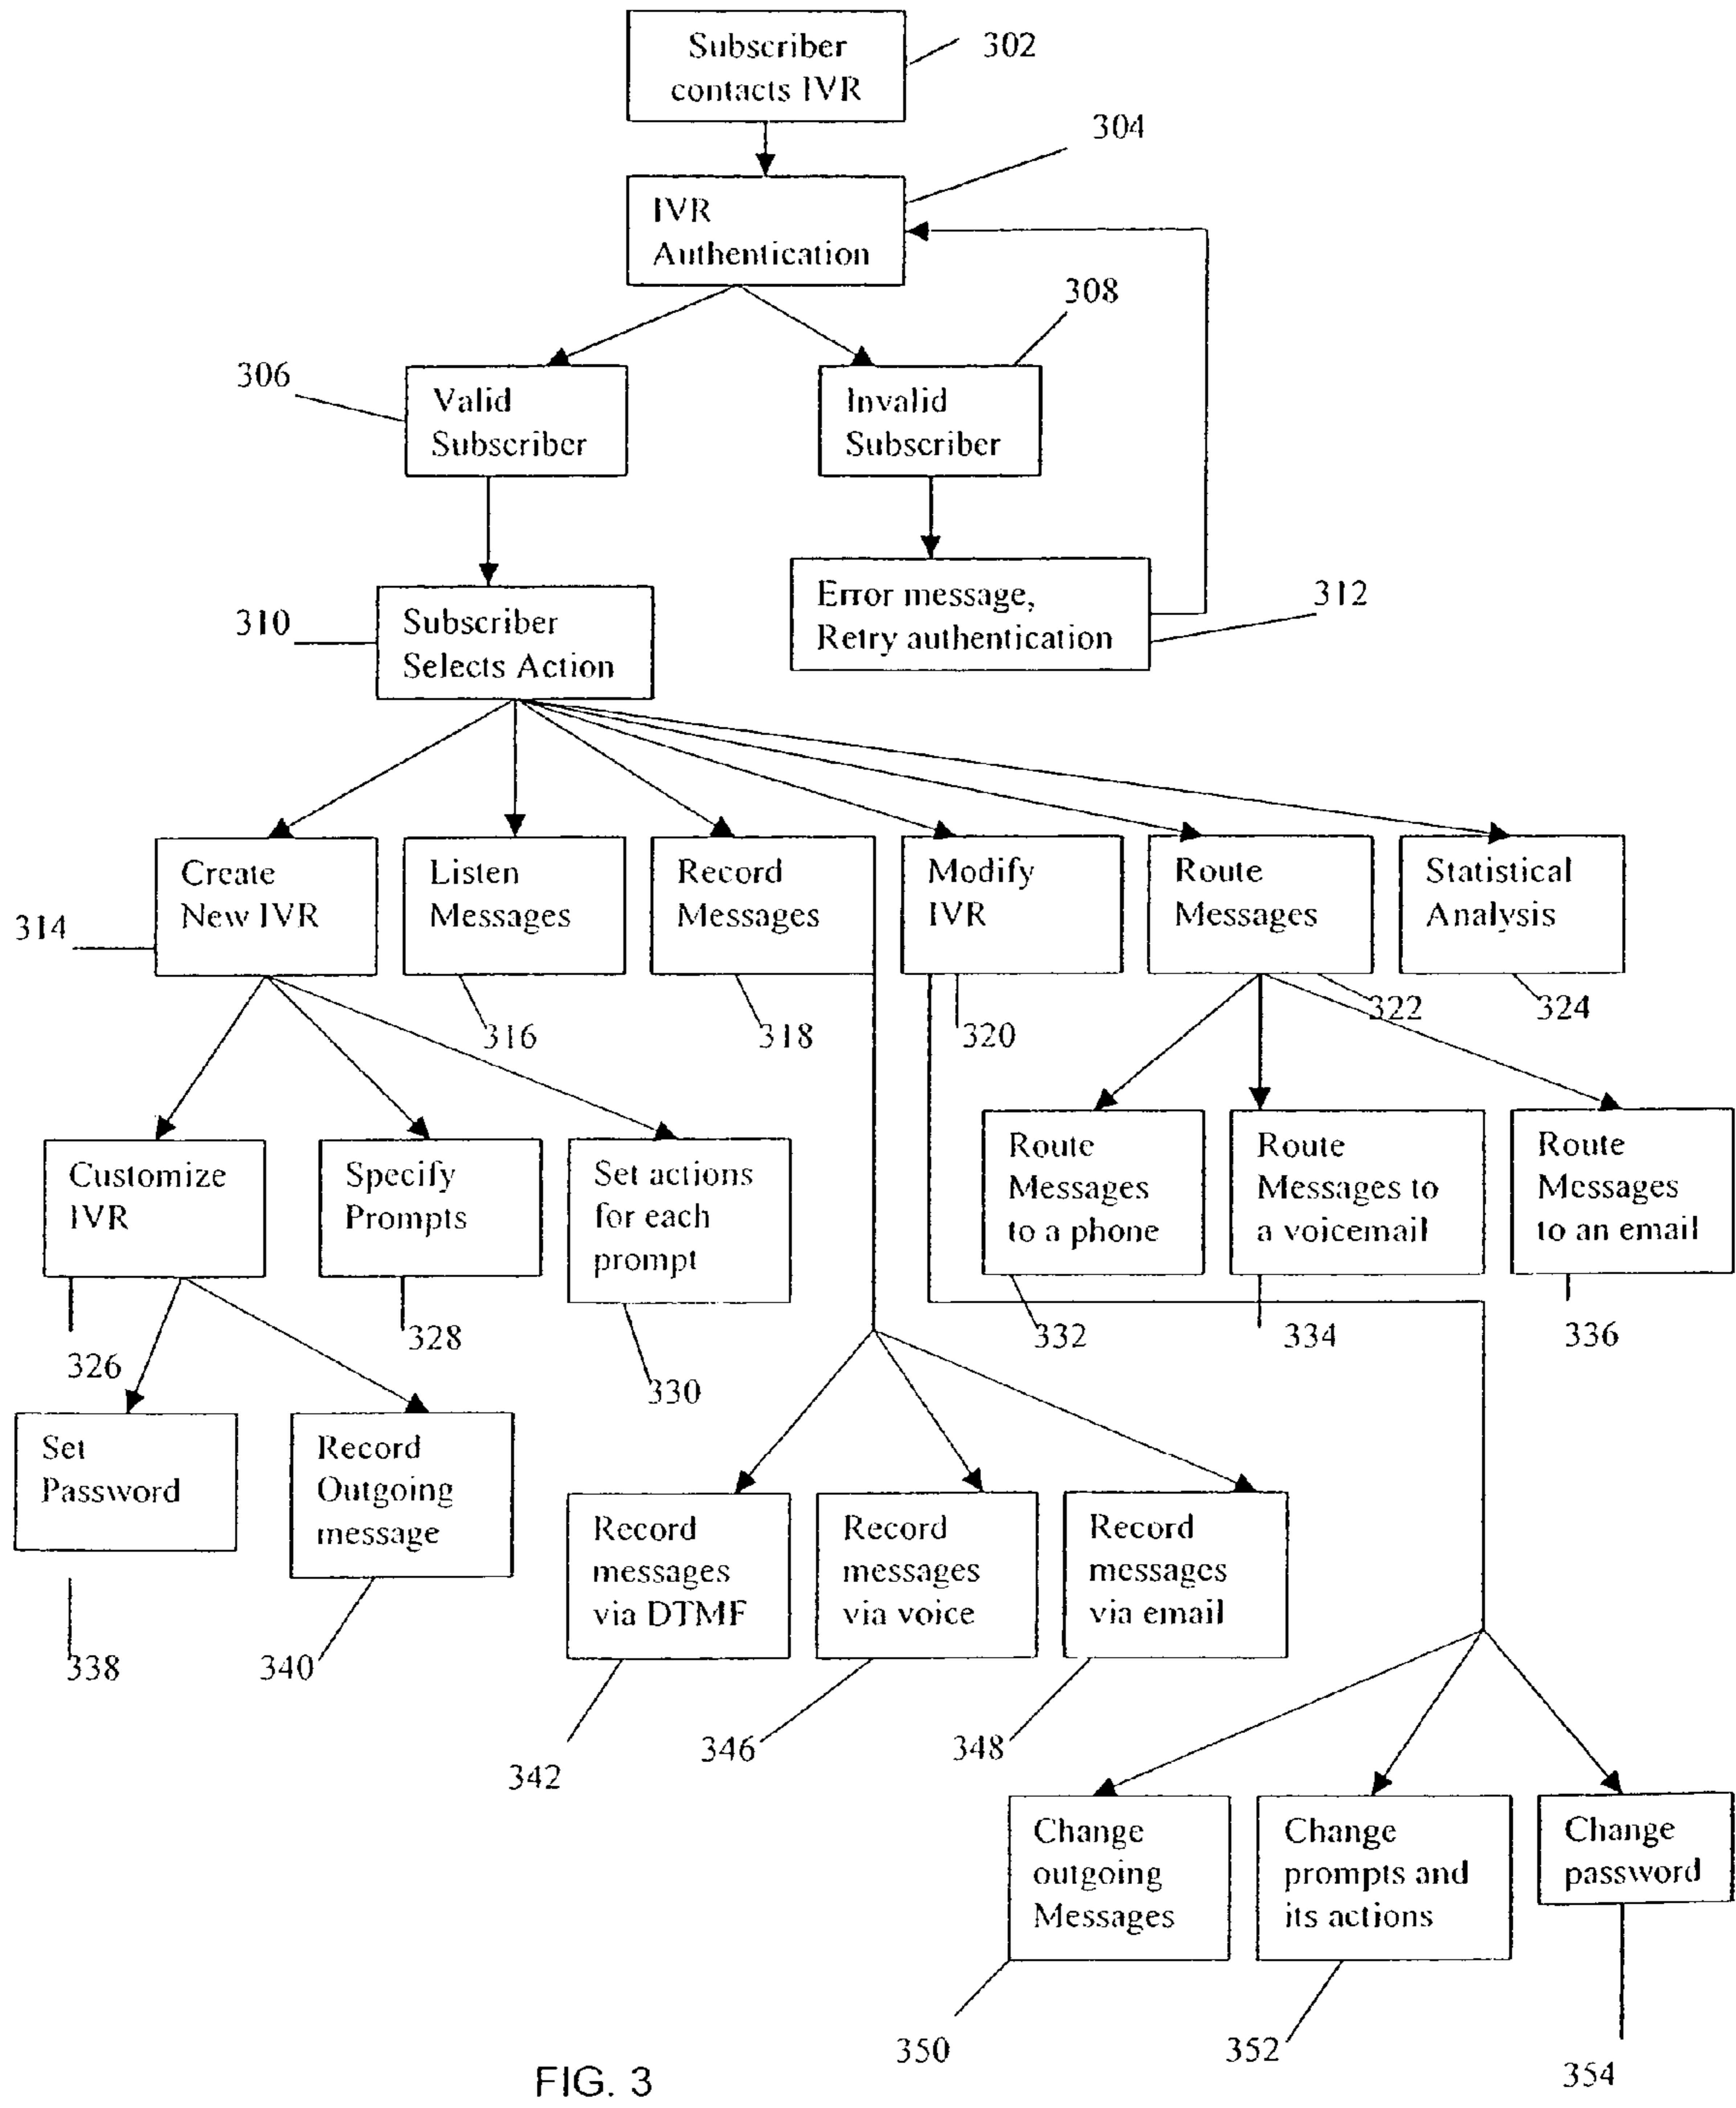 Subscriber
contacts IVR
302
304
IVR
Authentication
308
306
Valid
Subscriber
Invalid
Subscriber
310
Subscriber
Selects Action
Error message,
Retry authentication
312
314
Create
New IVR
Listen
Messages
Record
Messages
Modify
IVR
Route
Messages
Statistical
Analysis
316
318
320
322
324
Customize
IVR
Specify
Prompts
Set actions
for each
prompt
Route
Messages
to a phone
Route
Messages to
a voicemail
Route
Messages
to an email
326
328
330
332
334
336
Set
Password
Record
Outgoing
message
Record
messages
via DTMF
Record
messages
via voice
Record
messages
via email
338
340
342
346
348
Change
outgoing
Messages
Change
prompts and
its actions
Change
password
350
352
354
FIG. 3